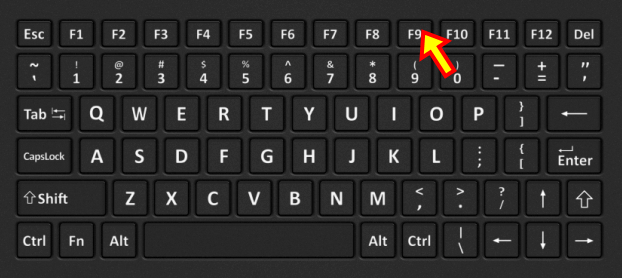 Esc F1 F2 F3 F4 F5 F6 F7 F8 F9 F10 F11 F12 Del
~ ! @ # $ % ^ & * ( ) _ + "
` 1 2 3 4 5 6 7 8 9 0 - = '
Tab Q W E R T Y U I O P } ] ←
CapsLock A S D F G H J K L : ; { [ Enter
⇧Shift Z X C V B N M < , > . ? / ↑ ⇧
Ctrl Fn Alt Alt Ctrl | \ ← ↓ →